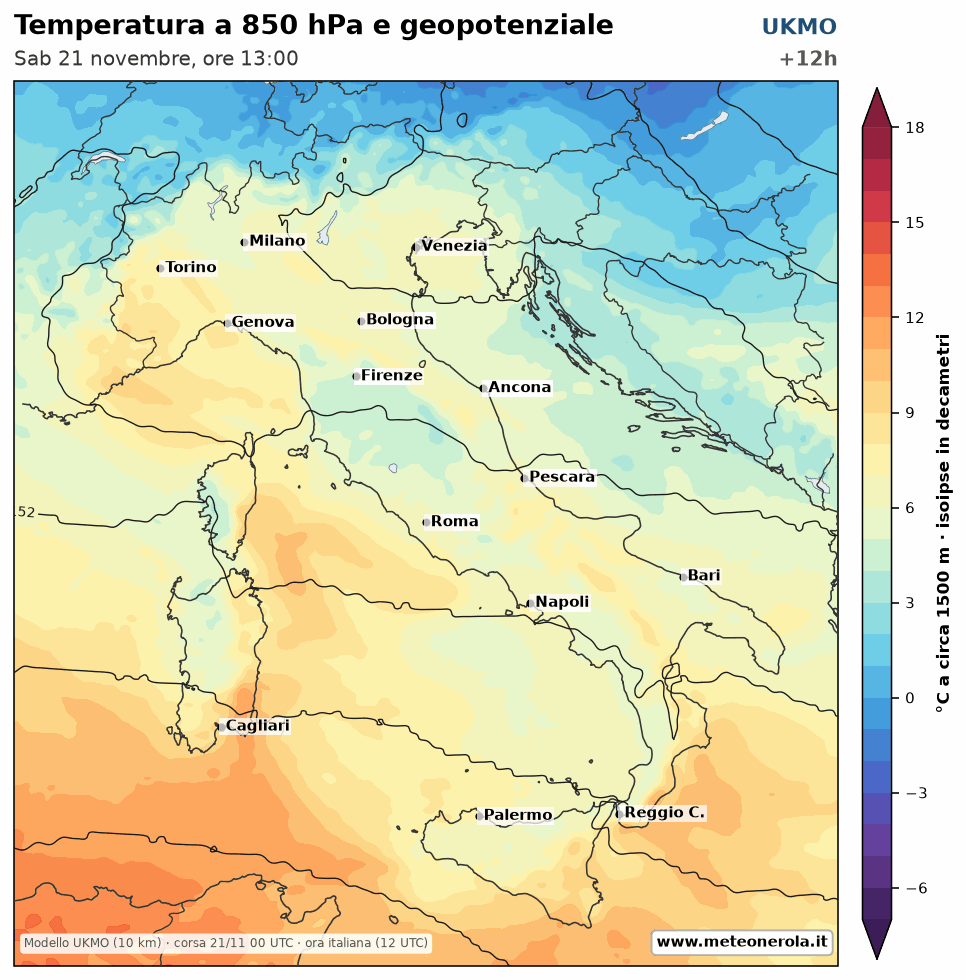 Temperatura a 850 hPa e geopotenziale
UKMO
Sab 21 novembre, ore 13:00
+12h
Milano
Venezia
Torino
Genova
Bologna
Firenze
Ancona
Pescara
152
Roma
Bari
Napoli
Cagliari
Palermo
Reggio C.
18
15
12
9
6
3
0
−3
−6
°C a circa 1500 m · isoipse in decametri
Modello UKMO (10 km) · corsa 21/11 00 UTC · ora italiana (12 UTC)
www.meteonerola.it